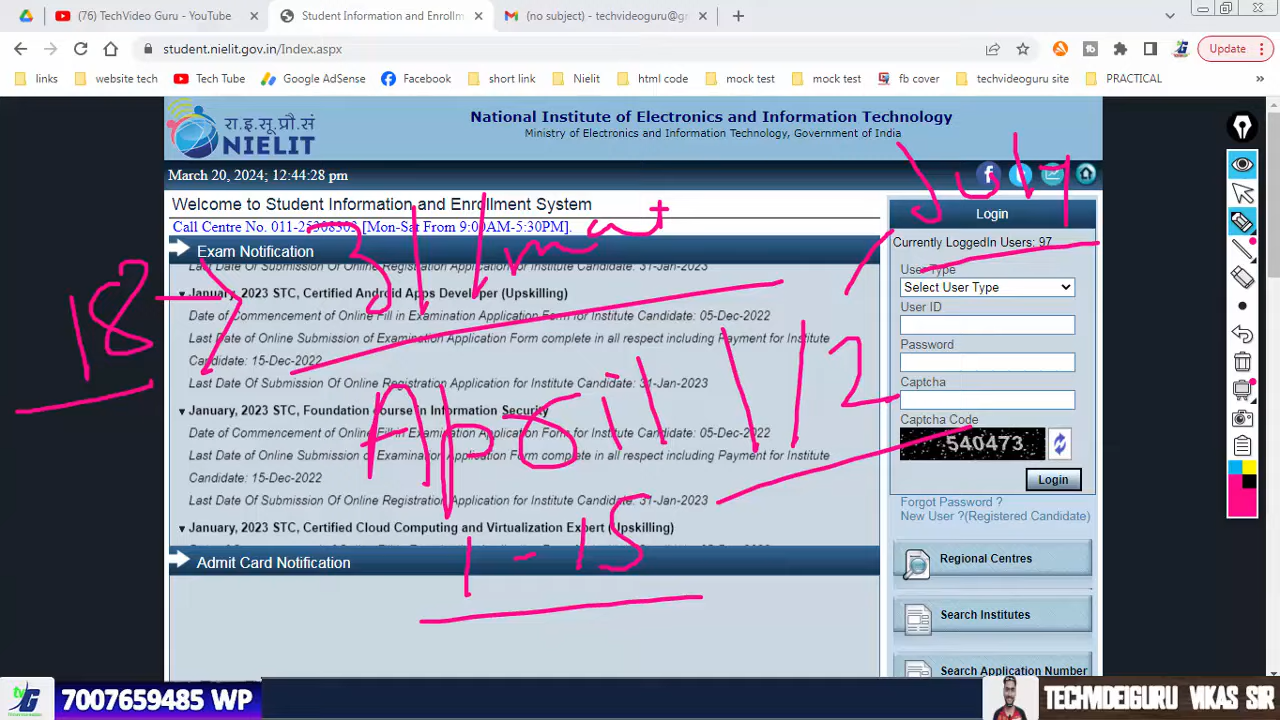 (76) TechVideo Guru - YouTube
Student Information and Enrollm
(no subject) - techvideoguru@gr
student.nielit.gov.in/Index.aspx
Update
links
website tech
Tech Tube
Google AdSense
Facebook
short link
Nielit
html code
mock test
mock test
fb cover
techvideoguru site
PRACTICAL
»
रा.इ.सू.प्रौ.सं
NIELIT
National Institute of Electronics and Information Technology
Ministry of Electronics and Information Technology, Government of India
March 20, 2024; 12:44:28 pm
July
Welcome to Student Information and Enrollment System
Call Centre No. 011-25308303 [Mon-Sat From 9:00AM-5:30PM].
Exam Notification
Last Date Of Submission Of Online Registration Application for Institute Candidate: 31-Jan-2023
January, 2023 STC, Certified Android Apps Developer (Upskilling)
Date of Commencement of Online Fill in Examination Application Form for Institute Candidate: 05-Dec-2022
Last Date of Online Submission of Examination Application Form complete in all respect including Payment for Institute
Candidate: 15-Dec-2022
Last Date Of Submission Of Online Registration Application for Institute Candidate: 31-Jan-2023
January, 2023 STC, Foundation course in Information Security
Date of Commencement of Online Fill in Examination Application Form for Institute Candidate: 05-Dec-2022
Last Date of Online Submission of Examination Application Form complete in all respect including Payment for Institute
Candidate: 15-Dec-2022
Last Date Of Submission Of Online Registration Application for Institute Candidate: 31-Jan-2023
January, 2023 STC, Certified Cloud Computing and Virtualization Expert (Upskilling)
18
April
1 - 15
Admit Card Notification
Login
Currently LoggedIn Users: 97
User Type
Select User Type
User ID
Password
Captcha
Captcha Code
540473
Login
Forgot Password ?
New User ?(Registered Candidate)
Regional Centres
Search Institutes
Search Application Number
7007659485 WP
TECHVIDEIGURU VIKAS SIR